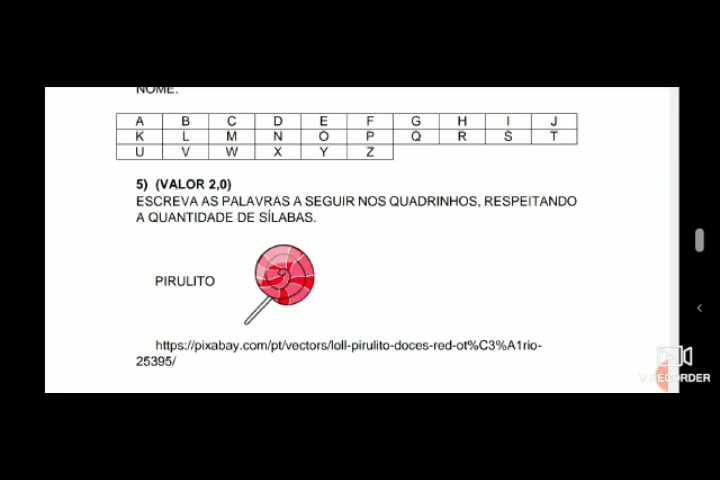 NOME.
A B C D E F G H I J
K L M N O P Q R S T
U V W X Y Z
5) (VALOR 2,0)
ESCREVA AS PALAVRAS A SEGUIR NOS QUADRINHOS, RESPEITANDO
A QUANTIDADE DE SÍLABAS.
PIRULITO
https://pixabay.com/pt/vectors/loll-pirulito-doces-red-ot%C3%A1rio-
25395/